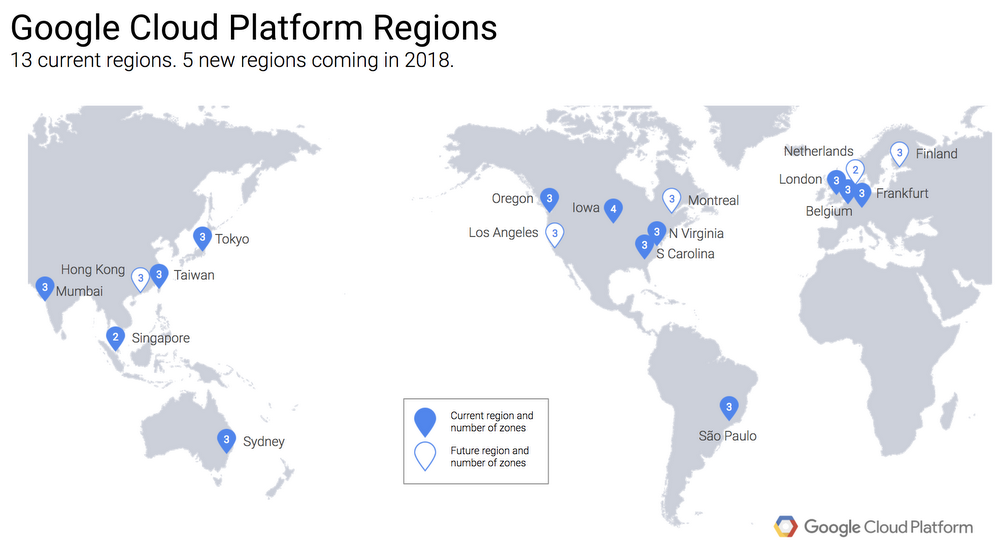 Google Cloud Platform Regions
13 current regions. 5 new regions coming in 2018.
Netherlands
3
Finland
2
London
3
3
3
Frankfurt
Belgium
Oregon
3
Iowa
4
3
Montreal
Los Angeles
3
3
N Virginia
3
S Carolina
3
Tokyo
Hong Kong
3
3
Taiwan
3
Mumbai
2
Singapore
3
Sydney
3
São Paulo
Current region and
number of zones
Future region and
number of zones
Google Cloud Platform